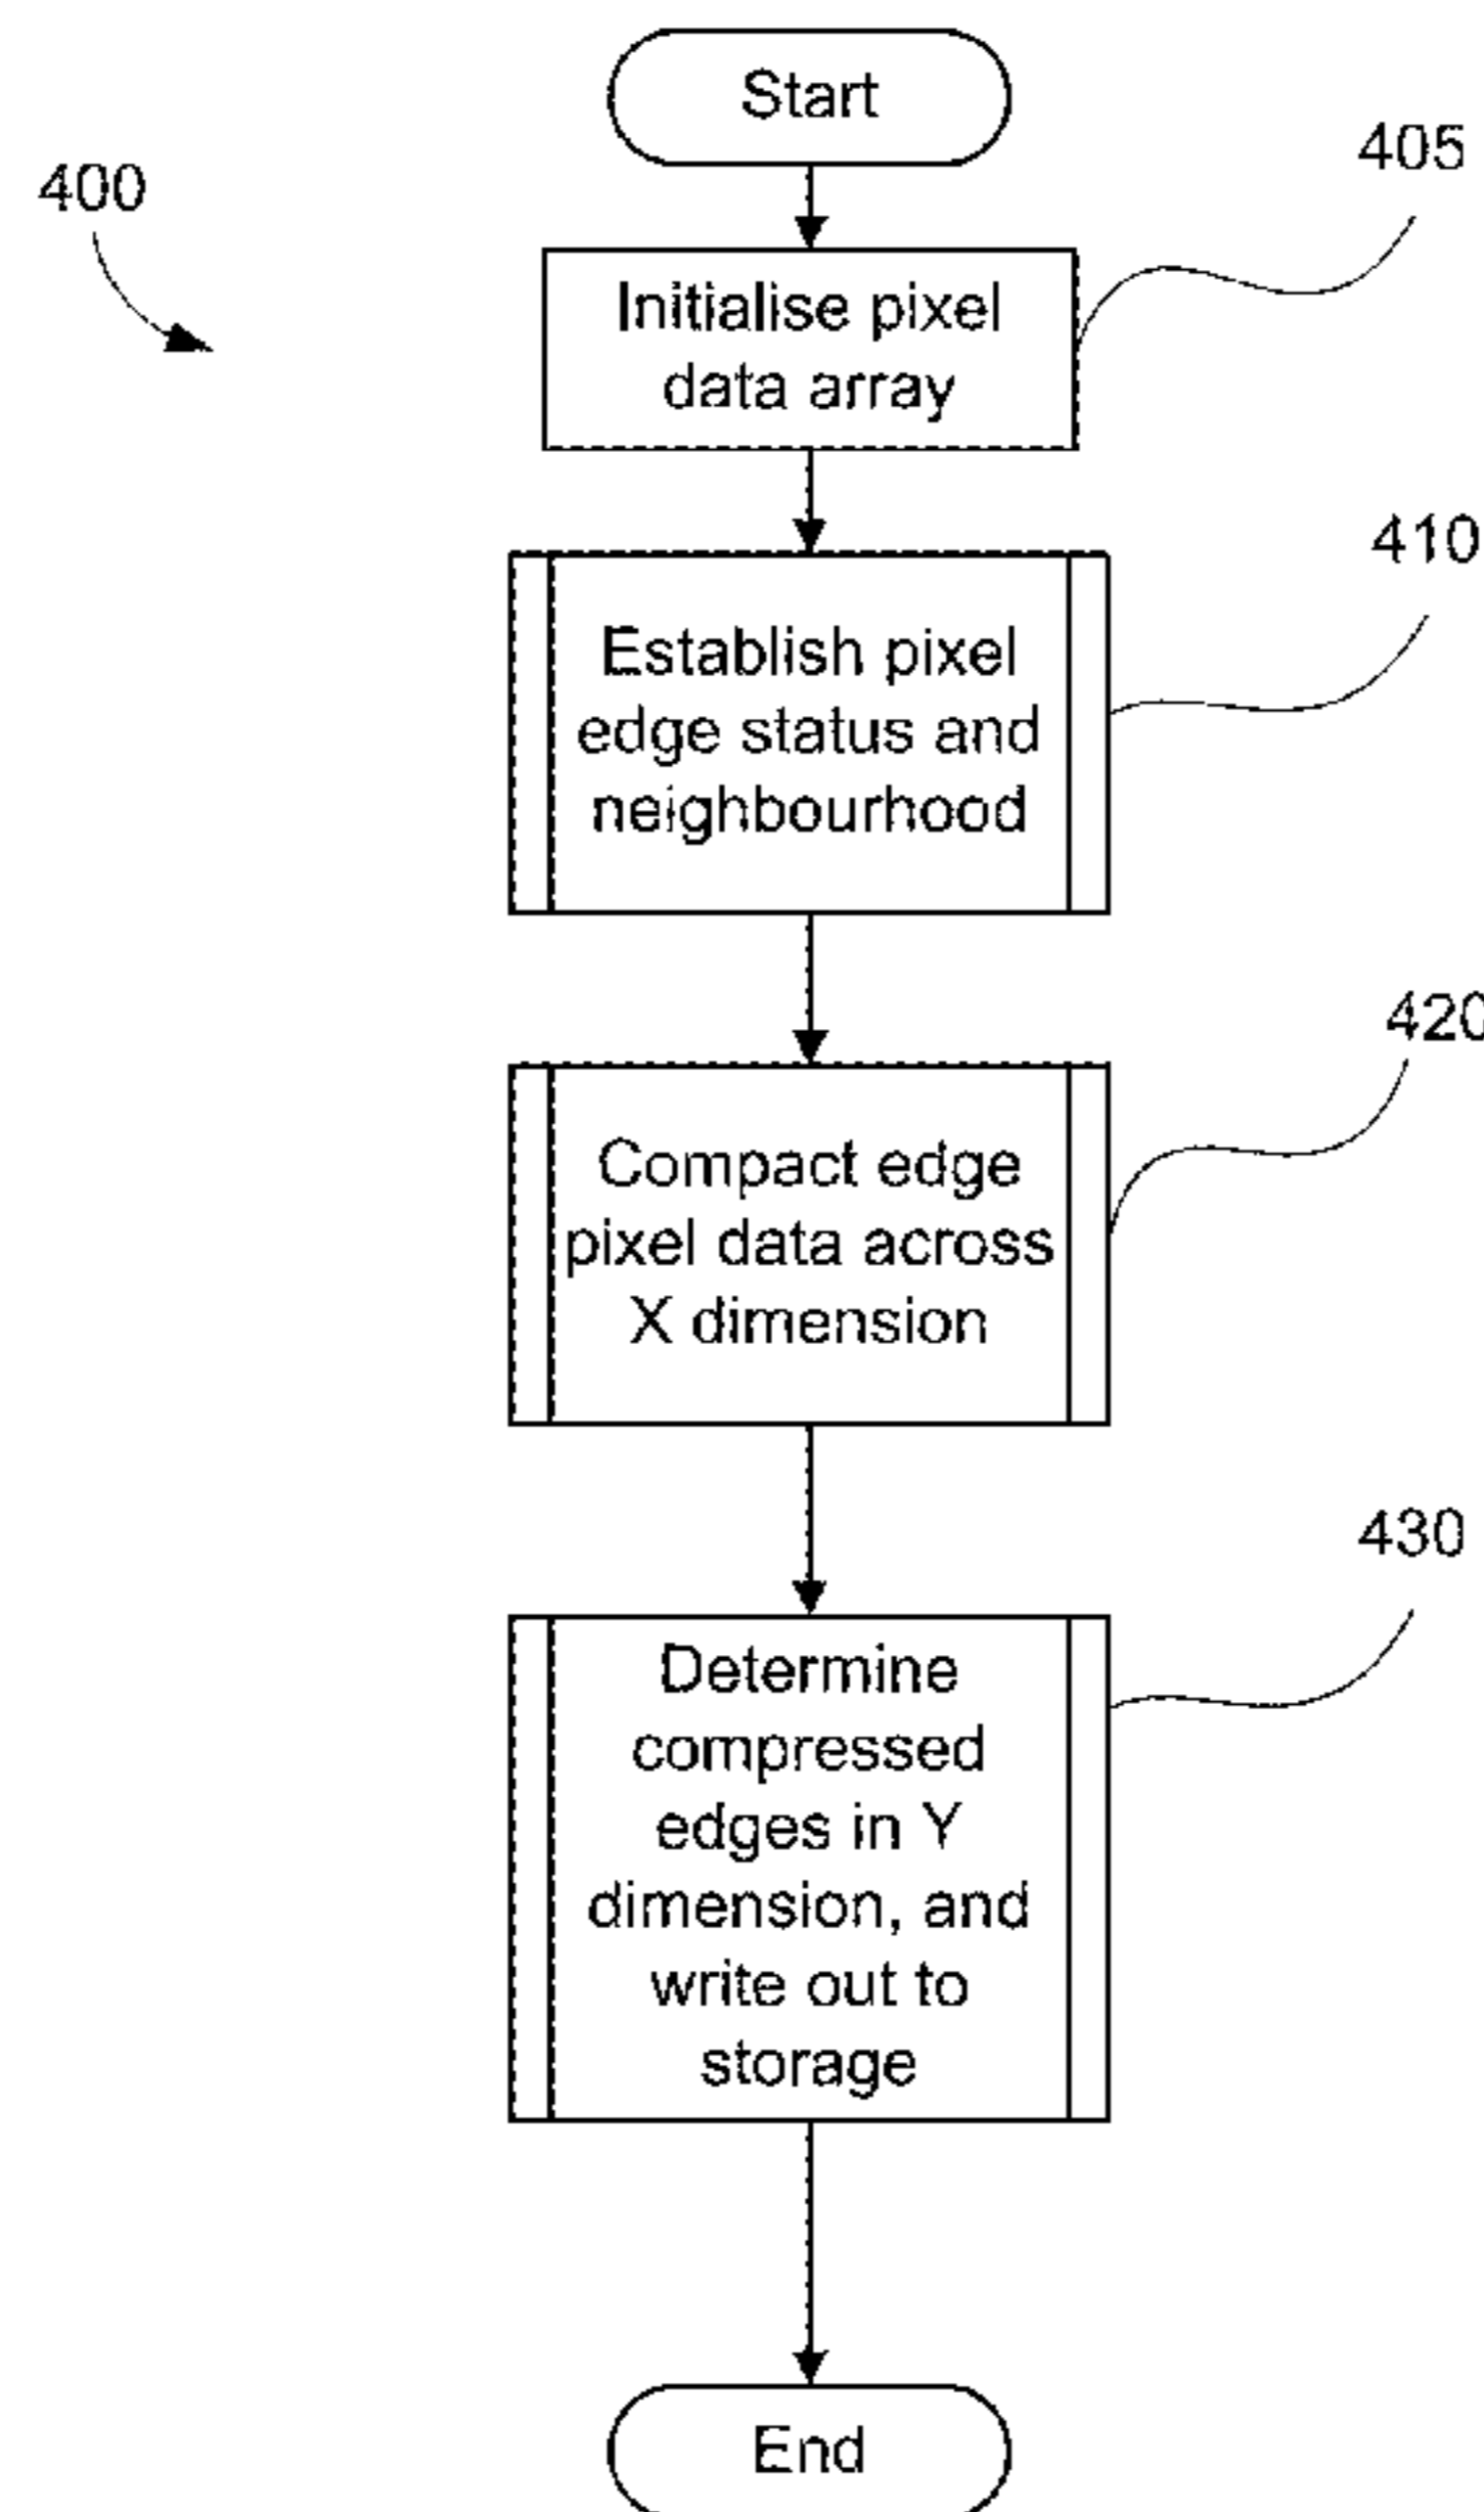 Start
405
400
Initialise pixel
data array
410
Establish pixel
edge status and
neighbourhood
420
Compact edge
pixel data across
X dimension
430
Determine
compressed
edges in Y
dimension, and
write out to
storage
End